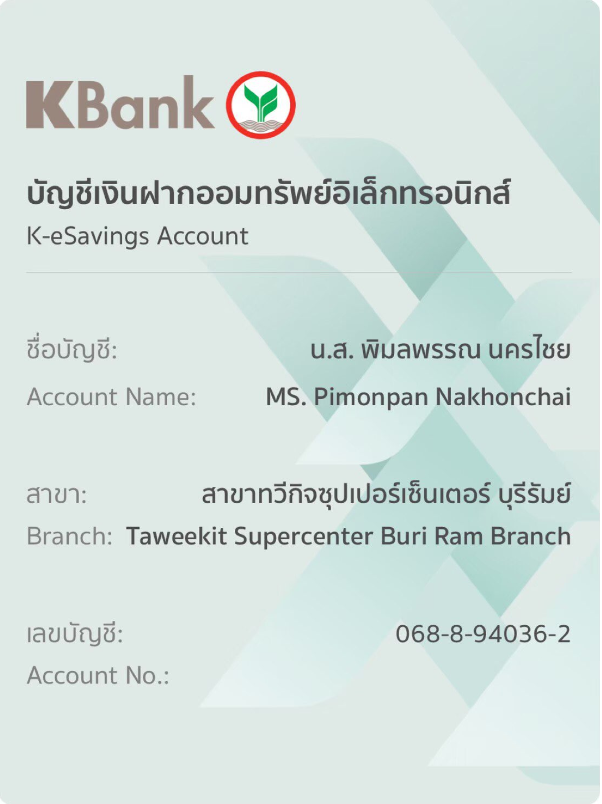 KBank
บัญชีเงินฝากออมทรัพย์อิเล็กทรอนิกส์
K-eSavings Account
ชื่อบัญชี: น.ส. พิมลพรรณ นครไชย
Account Name: MS. Pimonpan Nakhonchai
สาขา: สาขาทวีกิจซุปเปอร์เซ็นเตอร์ บุรีรัมย์
Branch: Taweekit Supercenter Buri Ram Branch
เลขบัญชี: 068-8-94036-2
Account No.: